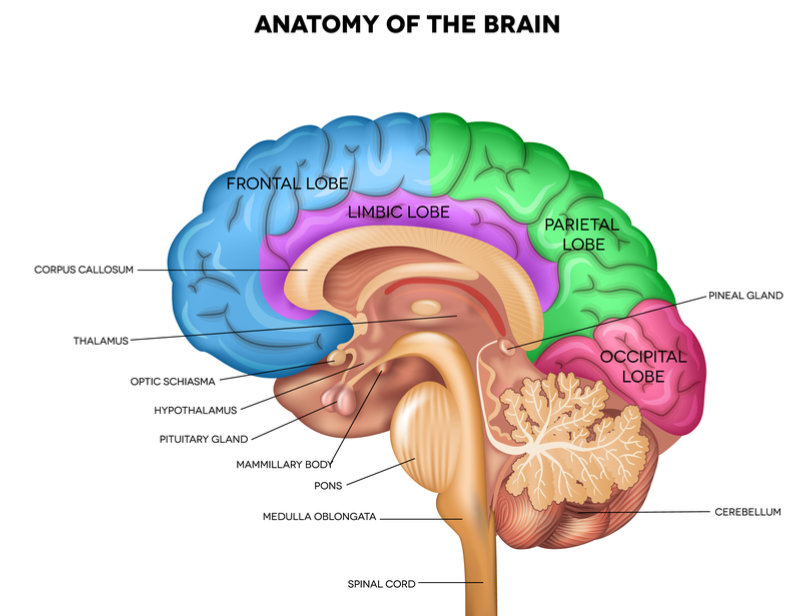 ANATOMY OF THE BRAIN
FRONTAL LOBE
LIMBIC LOBE
PARIETAL
LOBE
CORPUS CALLOSUM
PINEAL GLAND
THALAMUS
OCCIPITAL
LOBE
OPTIC SCHIASMA
HYPOTHALAMUS
PITUITARY GLAND
MAMMILLARY BODY
PONS
MEDULLA OBLONGATA
CEREBELLUM
SPINAL CORD